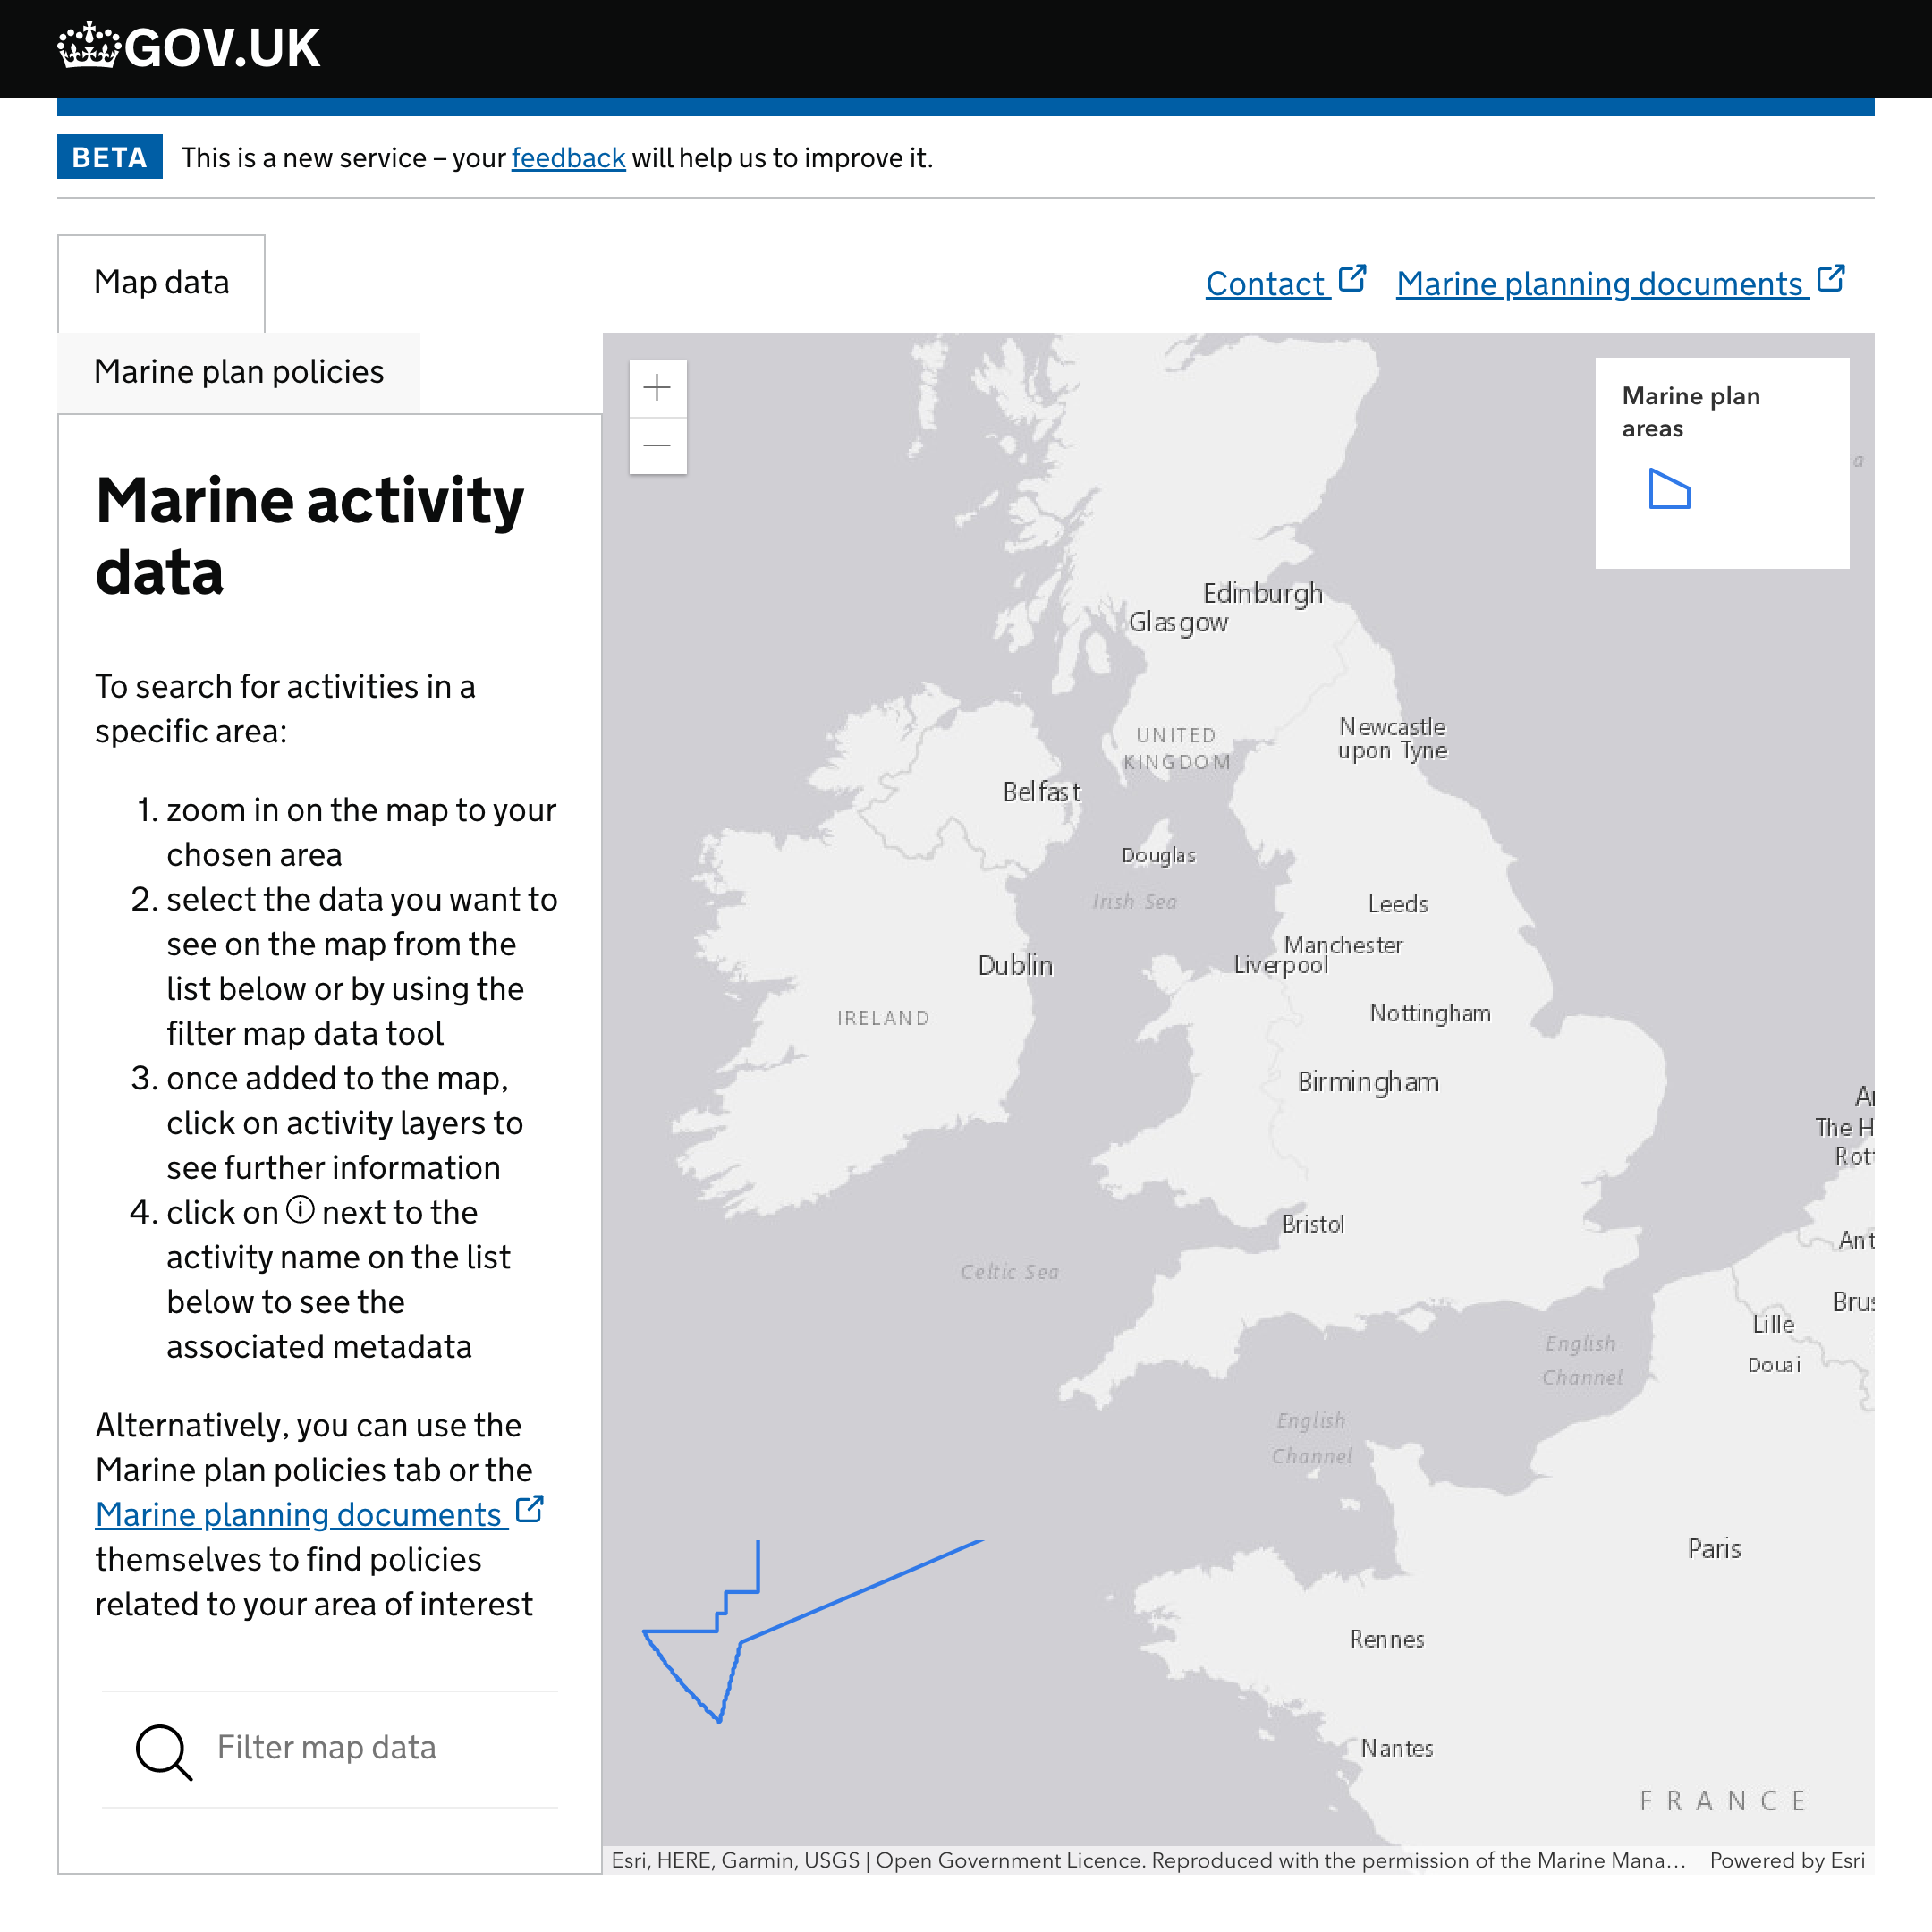 GOV.UK
BETA This is a new service – your feedback will help us to improve it.
Map data
Contact
Marine planning documents
Marine plan policies
Marine activity
data
To search for activities in a
specific area:
1. zoom in on the map to your
chosen area
2. select the data you want to
see on the map from the
list below or by using the
filter map data tool
3. once added to the map,
click on activity layers to
see further information
4. click on ⓘ next to the
activity name on the list
below to see the
associated metadata
Alternatively, you can use the
Marine plan policies tab or the
Marine planning documents
themselves to find policies
related to your area of interest
Filter map data
+
−
Marine plan
areas
a
Edinburgh
Glasgow
UNITED
KINGDOM
Newcastle
upon Tyne
Belfast
Douglas
Irish Sea
Leeds
Manchester
Liverpool
Dublin
IRELAND
Nottingham
Birmingham
The H
Rott
Bristol
Ant
Celtic Sea
Brus
Lille
English
Channel
Douai
English
Channel
Paris
Rennes
Nantes
FRANCE
Esri, HERE, Garmin, USGS | Open Government Licence. Reproduced with the permission of the Marine Mana... Powered by Esri